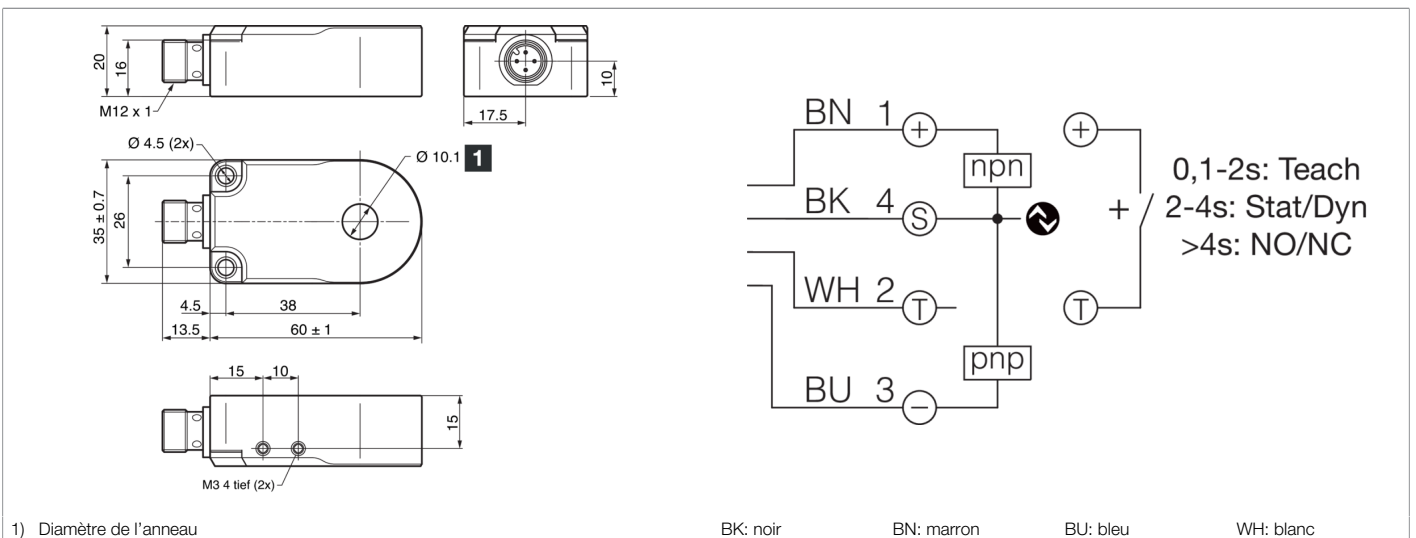 20
16
M12 x 1
17.5
10
Ø 4.5 (2x)
Ø 10.1 1
35 ± 0.7
26
4.5
38
13.5
60 ± 1
15
10
15
M3 4 tief (2x)
BN 1 +
npn
BK 4 S
WH 2 T
pnp
BU 3 −
+
+
T
0,1-2s: Teach
2-4s: Stat/Dyn
>4s: NO/NC
1) Diamètre de l'anneau
BK: noir BN: marron BU: bleu WH: blanc